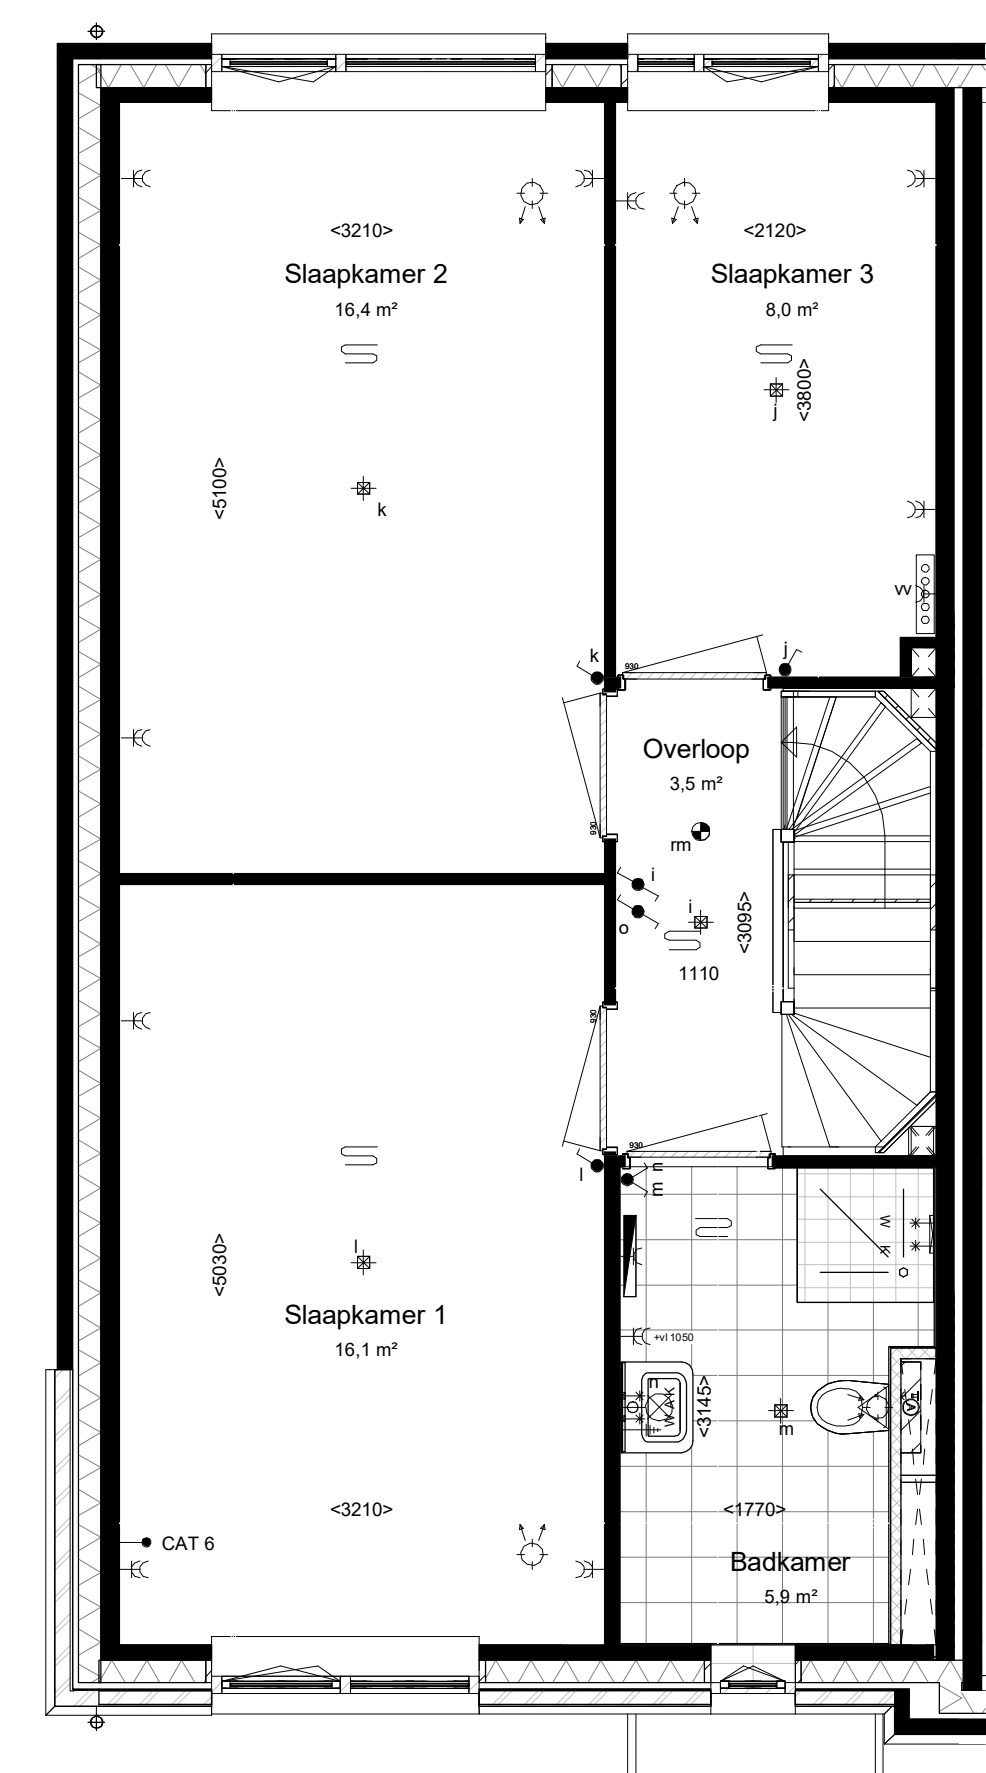 <3210>
Slaapkamer 2
16,4 m²
<5100>
k
<2120>
Slaapkamer 3
8,0 m²
<3800>
j
vv
k
930
j
930
Overloop
3,5 m²
rm
i
o
i
<3095>
1110
930
930
l
n
m
l
<5030>
Slaapkamer 1
16,1 m²
<3210>
CAT 6
W
K
+vl 1050
n
WAK
<3145>
m
<1770>
Badkamer
5,9 m²